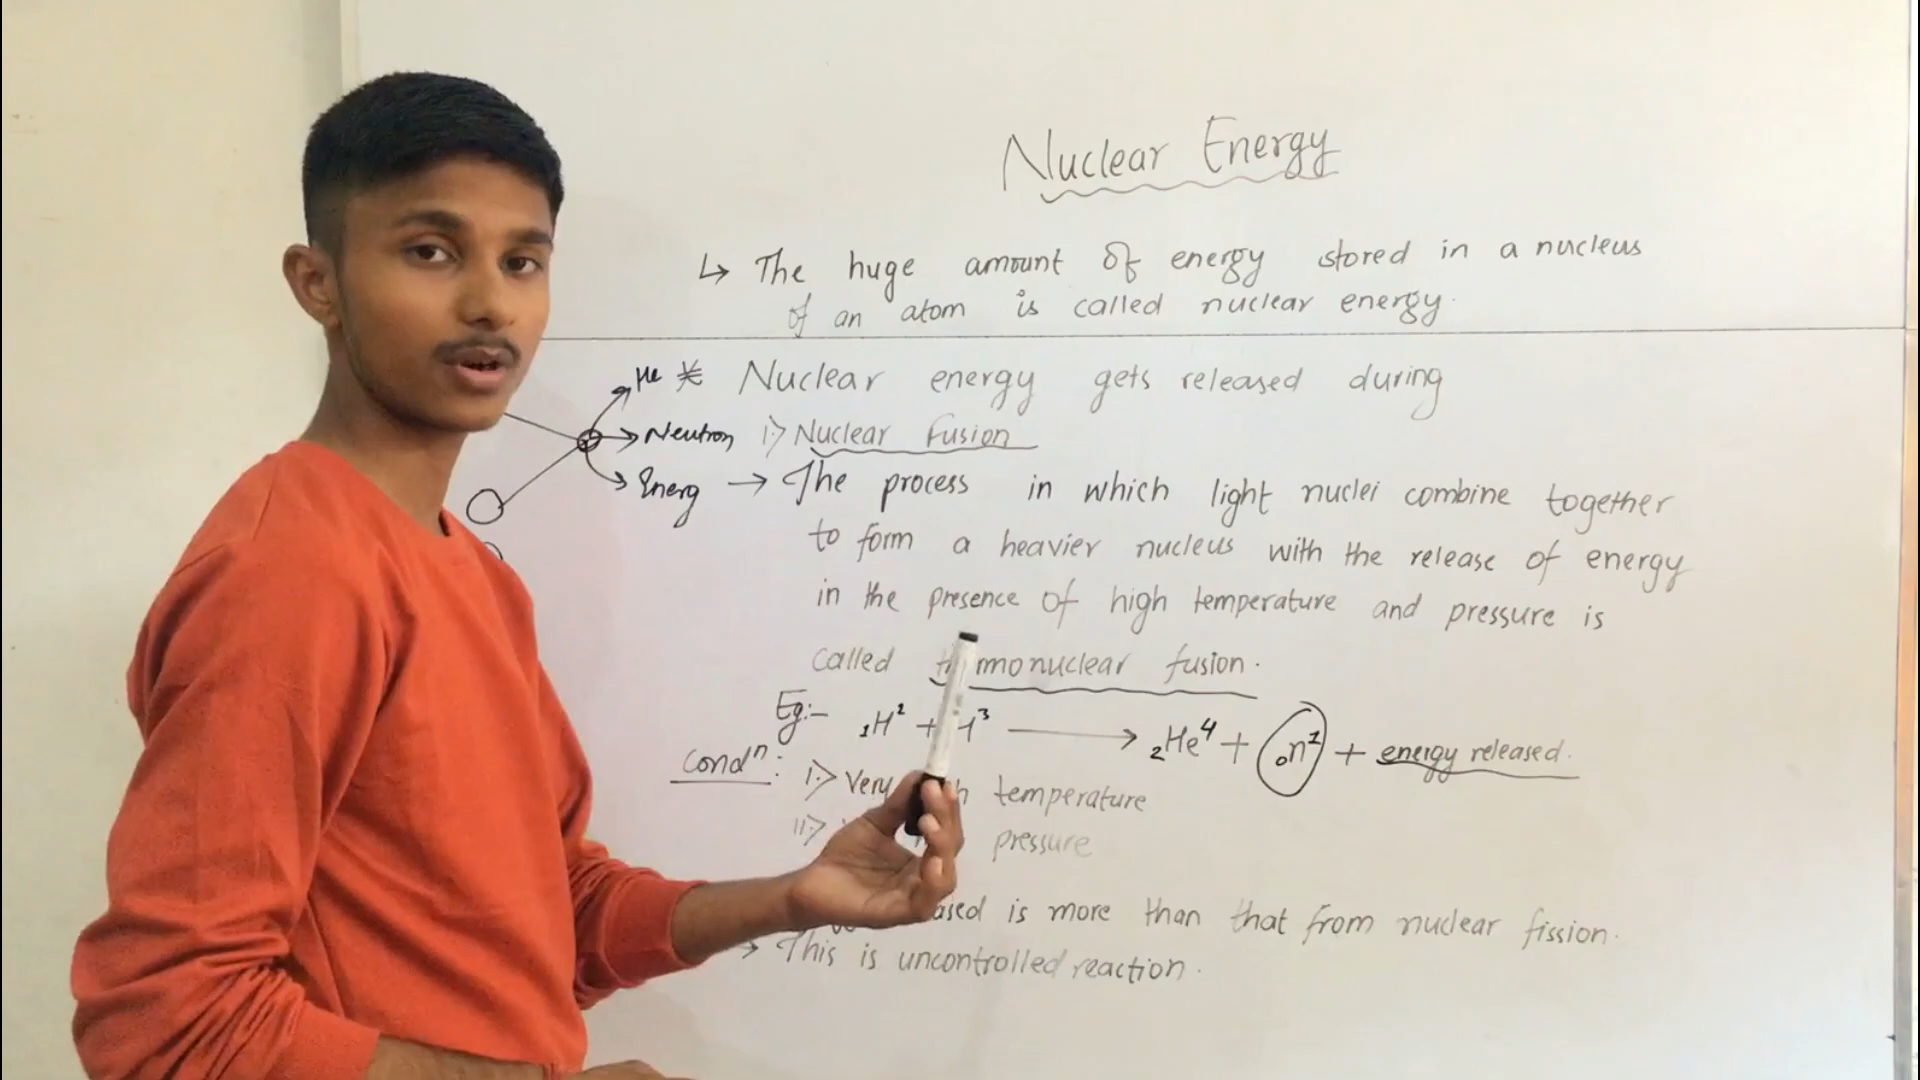 Nuclear Energy
↳ The huge amount of energy stored in a nucleus
of an atom is called nuclear energy.
He
* Nuclear energy gets released during
Neutron
i> Nuclear Fusion
Energ
→ The process in which light nuclei combine together
to form a heavier nucleus with the release of energy
in the presence of high temperature and pressure is
called monuclear fusion.
Eg:- ₁H² + ³ → ₂He⁴ + ₀n¹ + energy released.
Condⁿ: i> Very temperature
ii> pressure
ased is more than that from nuclear fission.
→ This is uncontrolled reaction.